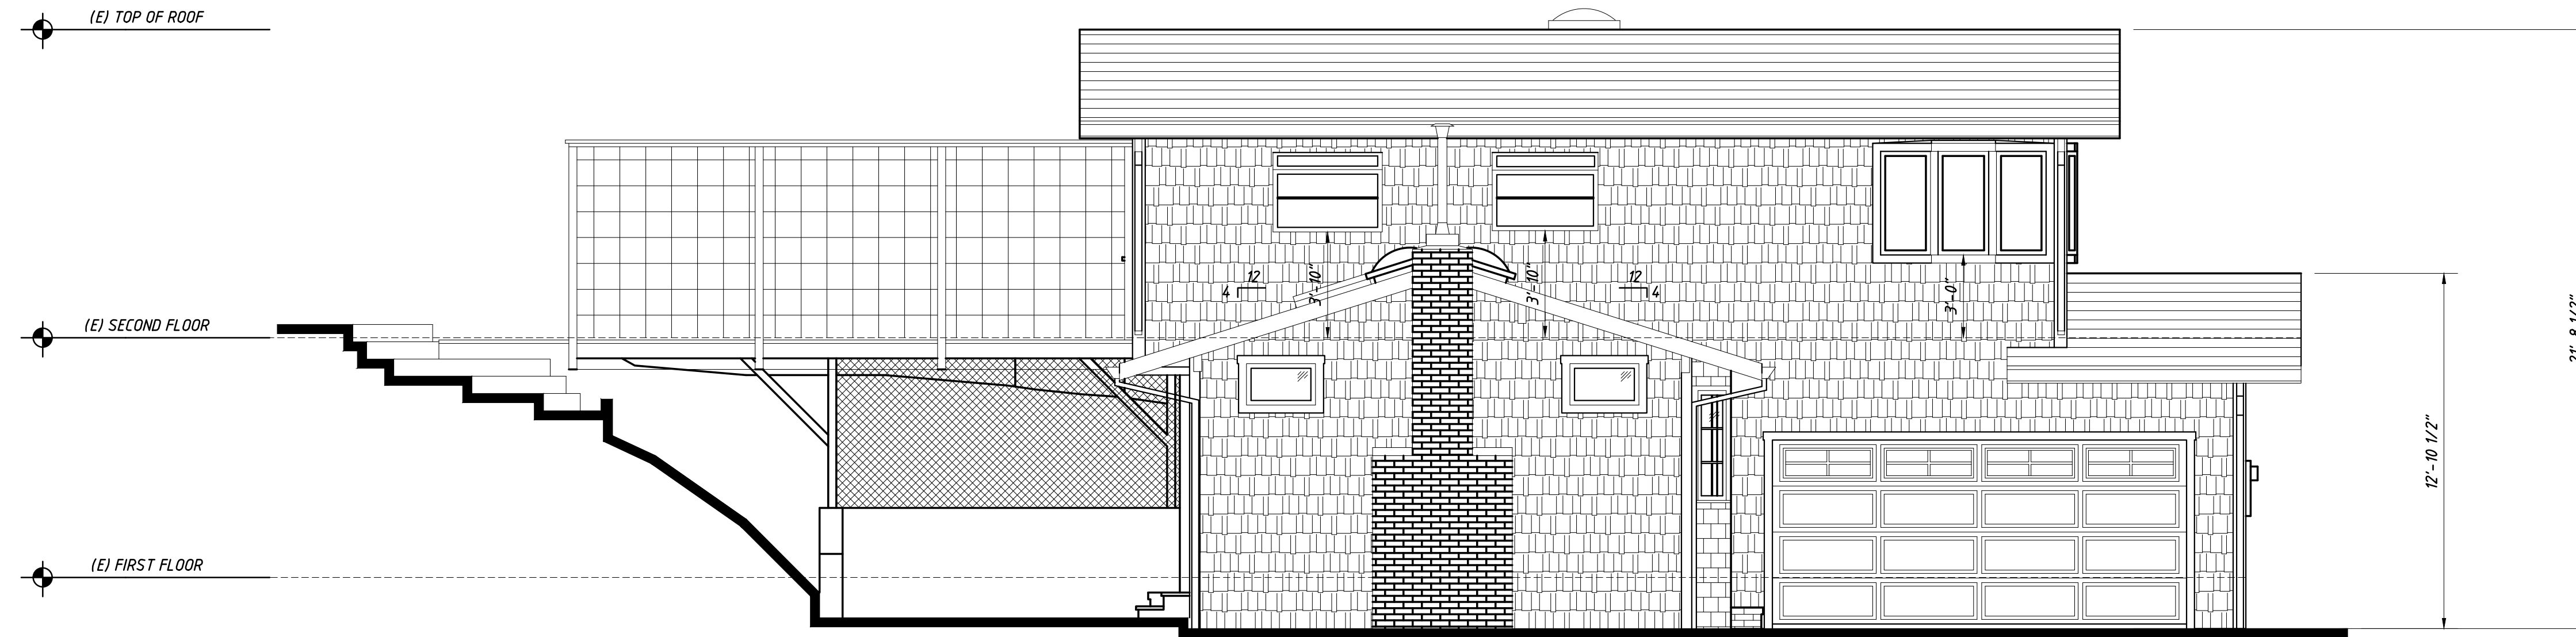 (E) TOP OF ROOF
3'-10"
3'-10"
12
4
12
4
3'-0"
(E) SECOND FLOOR
12'-10 1/2"
(E) FIRST FLOOR